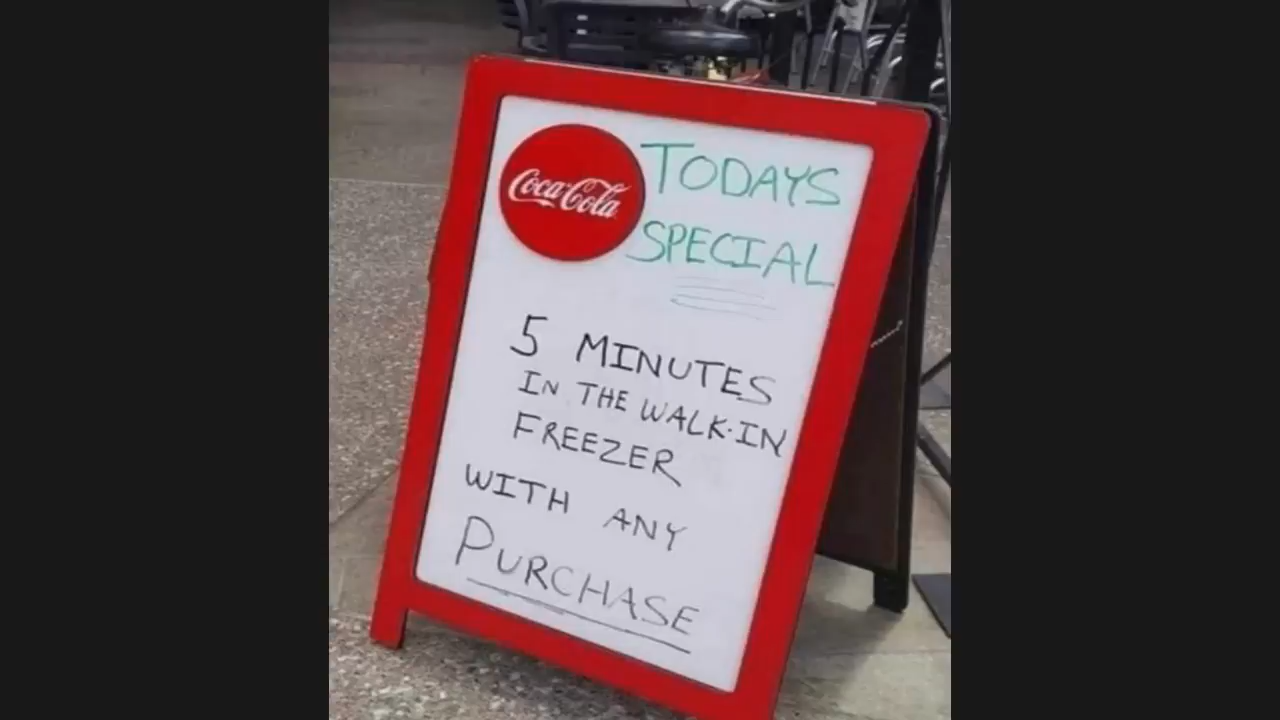 Coca-Cola
TODAYS
SPECIAL
5 MINUTES
IN THE WALK-IN
FREEZER
WITH ANY
PURCHASE